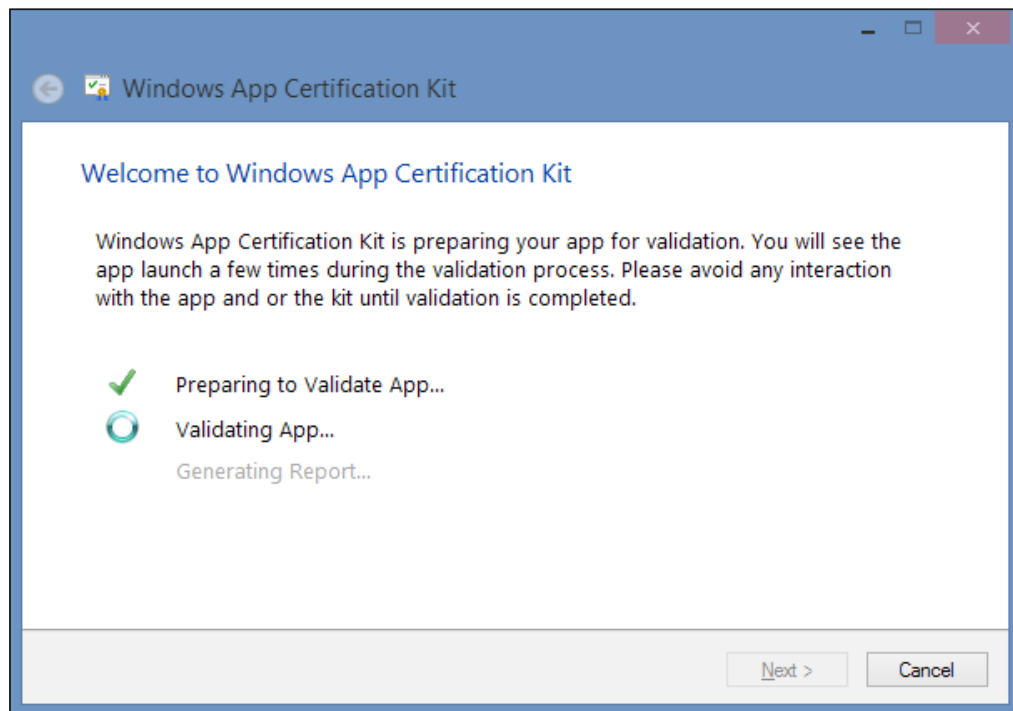 Windows App Certification Kit
Welcome to Windows App Certification Kit
Windows App Certification Kit is preparing your app for validation. You will see the
app launch a few times during the validation process. Please avoid any interaction
with the app and or the kit until validation is completed.
Preparing to Validate App...
Validating App...
Generating Report...
Next >
Cancel